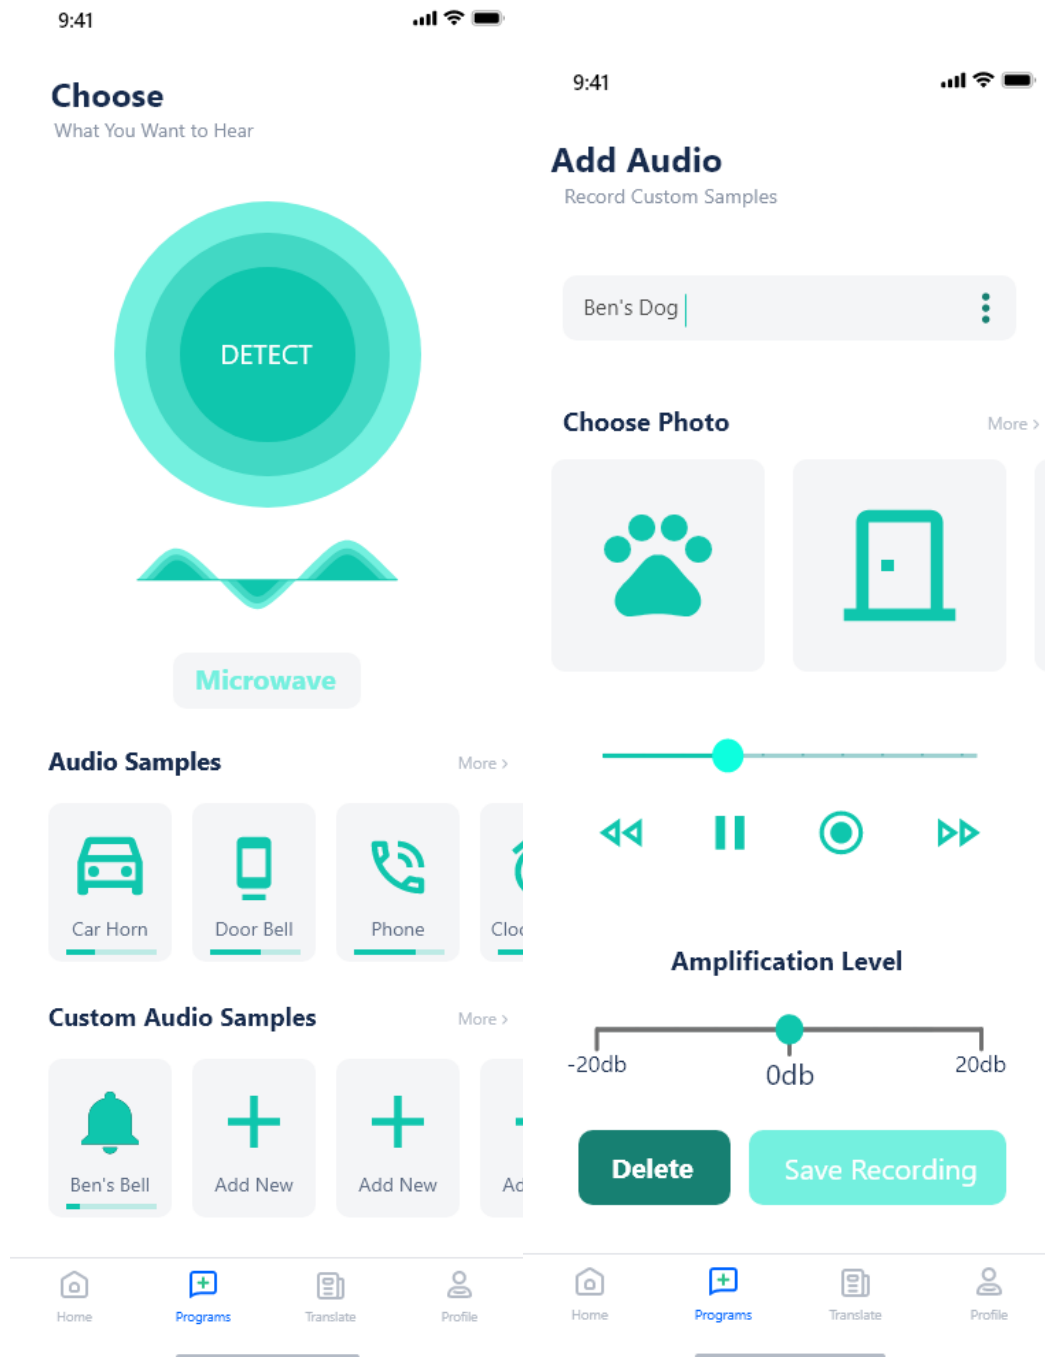 9:41
Choose
What You Want to Hear
DETECT
Microwave
Audio Samples More >
Car Horn Door Bell Phone
Custom Audio Samples More >
Ben's Bell Add New Add New
Home Programs Translate Profile
9:41
Add Audio
Record Custom Samples
Ben's Dog
Choose Photo More >
Amplification Level
-20db 0db 20db
Delete Save Recording
Home Programs Translate Profile